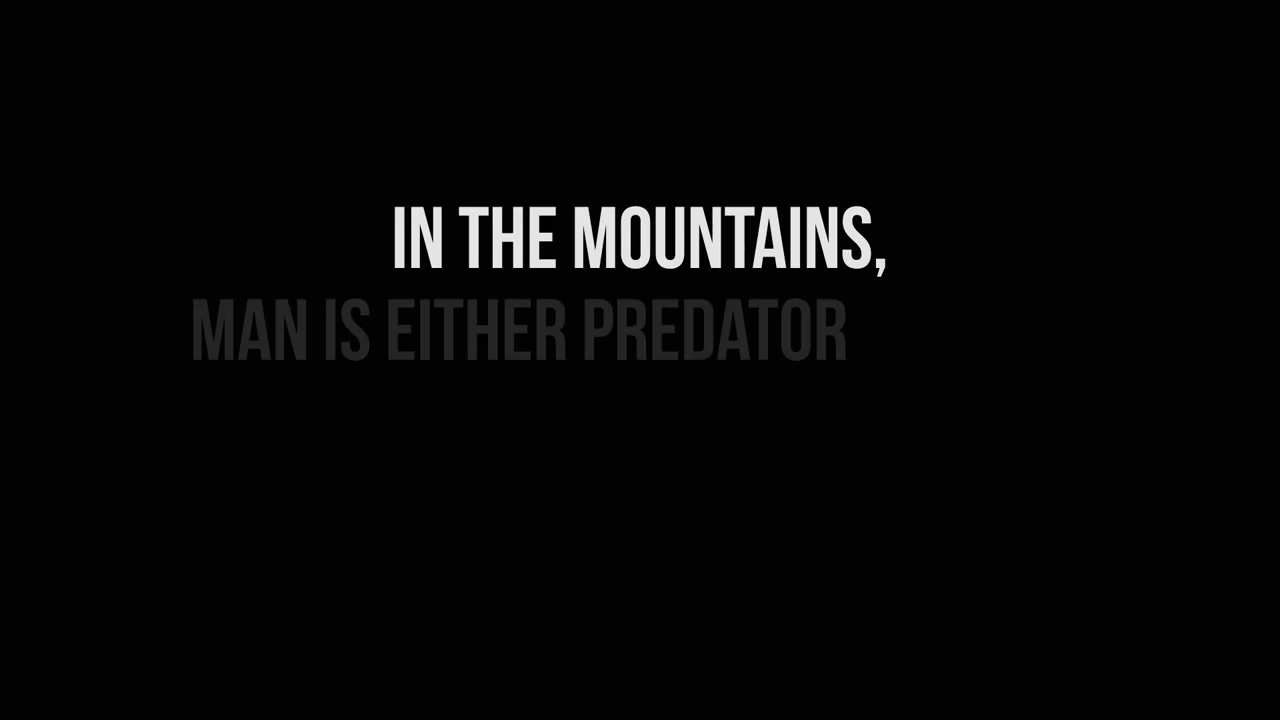 IN THE MOUNTAINS,
MAN IS EITHER PREDATOR